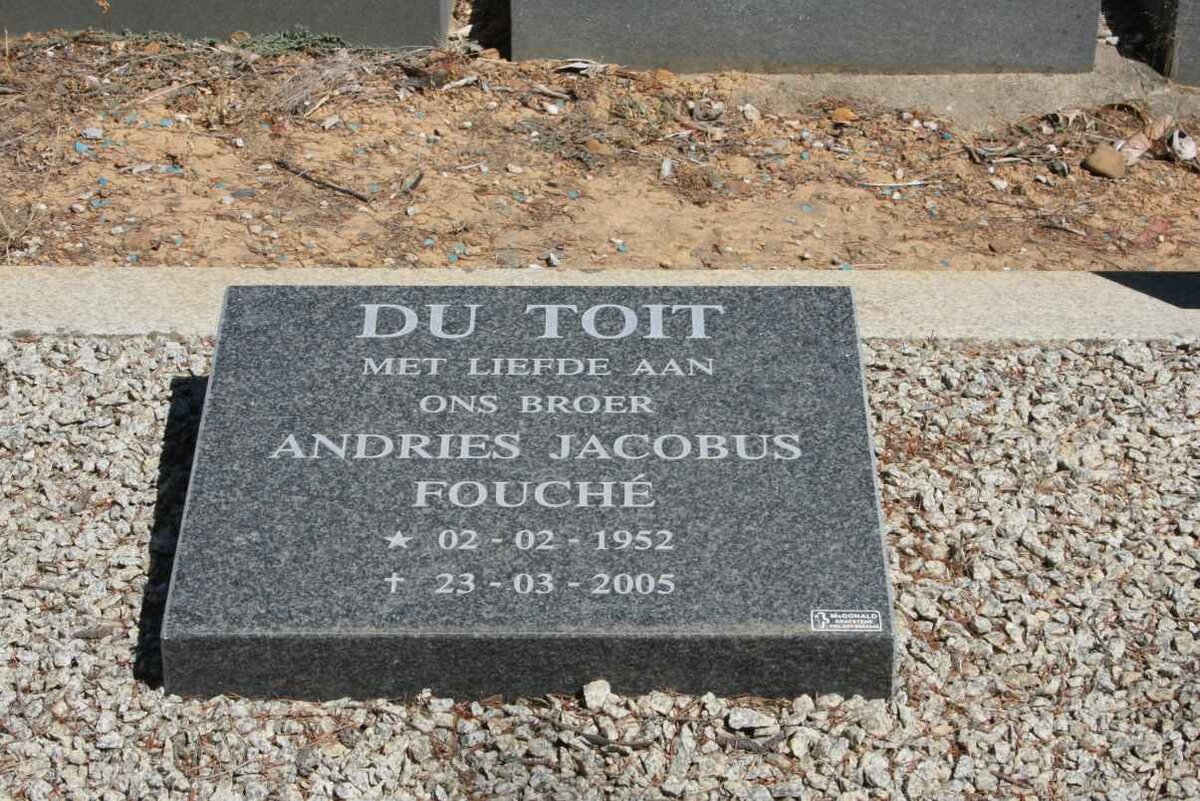 DU TOIT
MET LIEFDE AAN
ONS BROER
ANDRIES JACOBUS
FOUCHÉ
★ 02 - 02 - 1952
† 23 - 03 - 2005
McDONALD